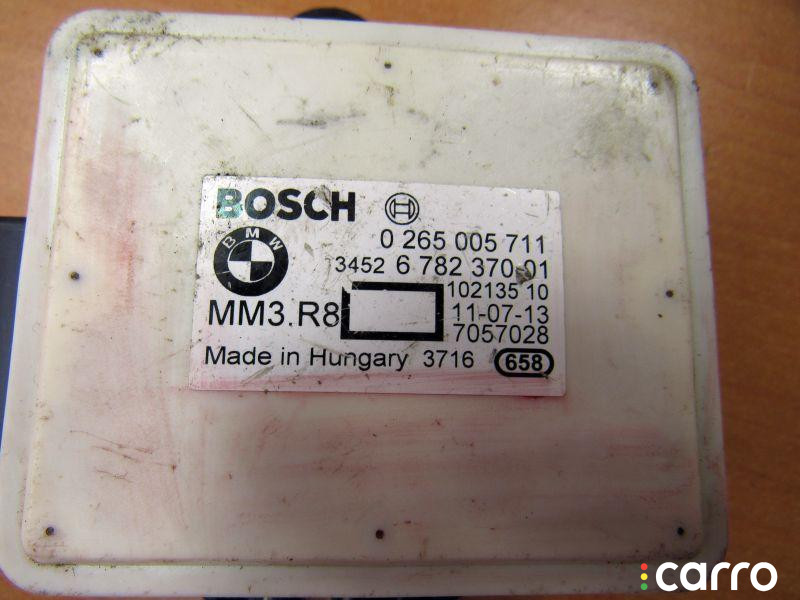 BOSCH
BMW
0 265 005 711
3452 6 782 370-01
102135 10
MM3.R8
11-07-13
7057028
Made in Hungary 3716 658
carro